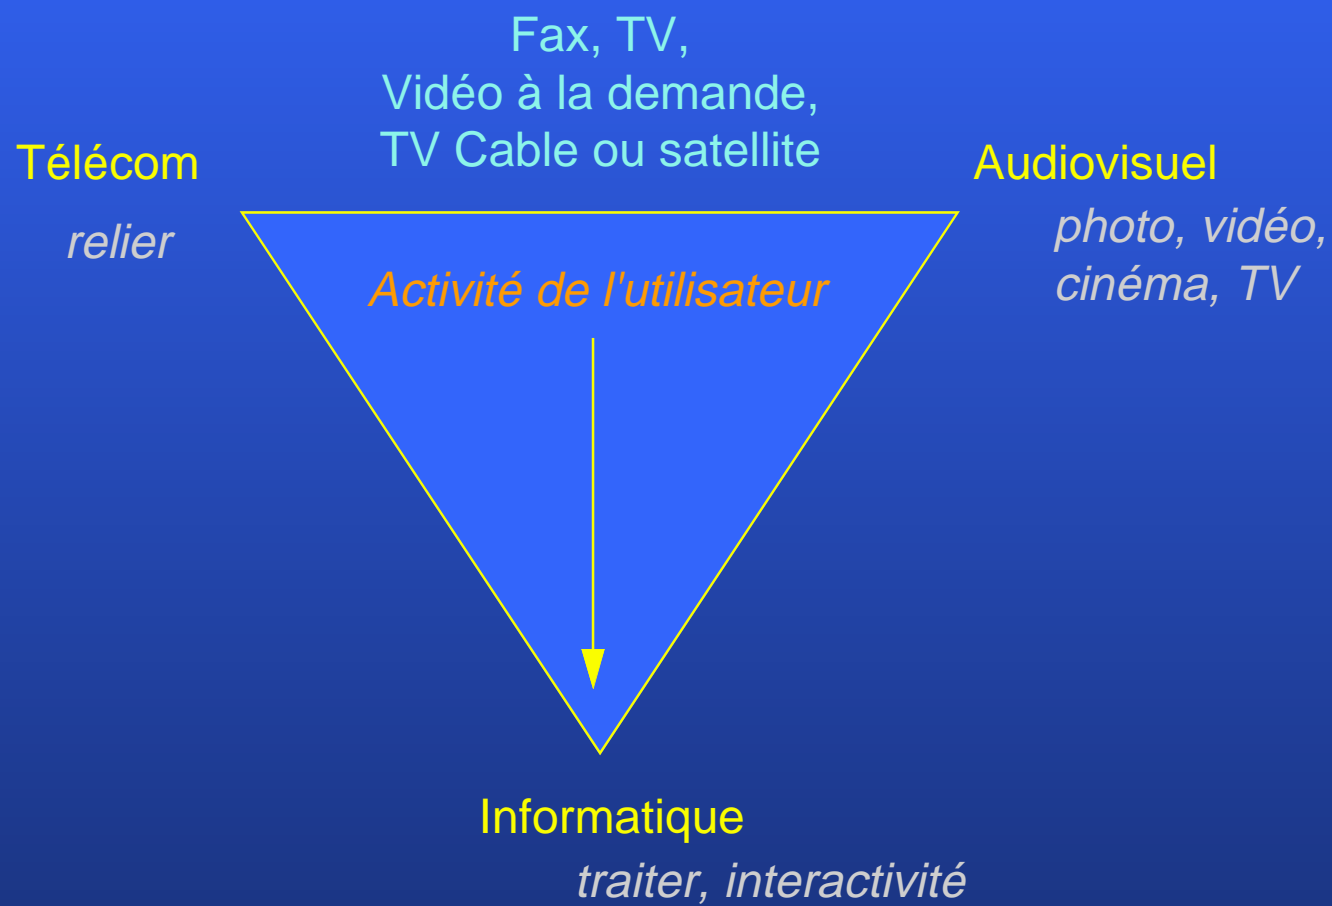 Fax, TV,
Vidéo à la demande,
TV Cable ou satellite
Télécom
relier
Audiovisuel
photo, vidéo,
cinéma, TV
Activité de l'utilisateur
Informatique
traiter, interactivité